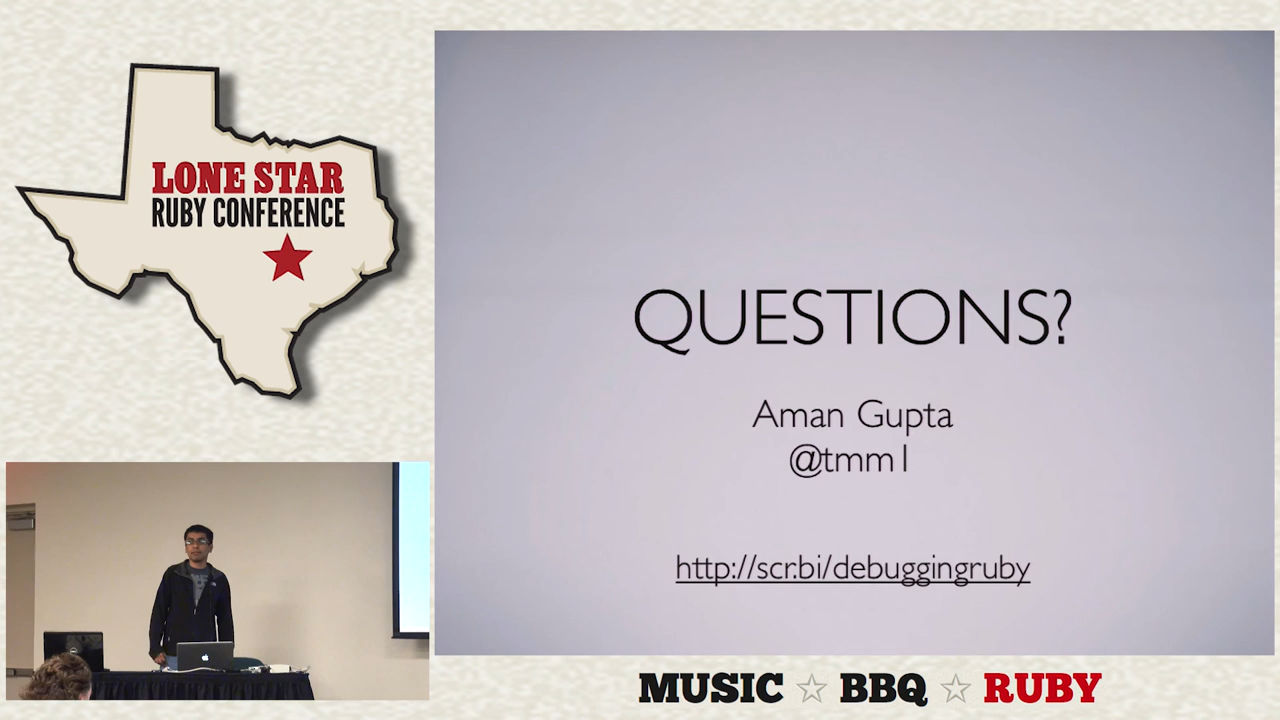 LONE STAR
RUBY CONFERENCE
QUESTIONS?
Aman Gupta
@tmm1
http://scr.bi/debuggingruby
MUSIC ☆ BBQ ☆ RUBY